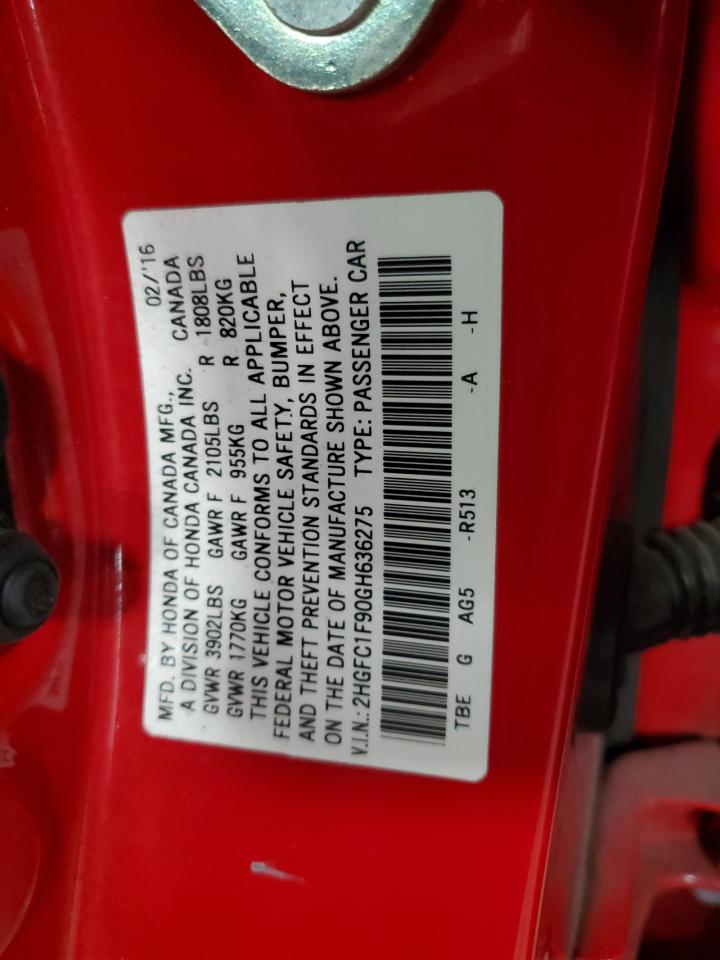 MFD. BY HONDA OF CANADA MFG., 02/'16
A DIVISION OF HONDA CANADA INC. CANADA
GVWR 3902LBS GAWR F 2105LBS R 1808LBS
GVWR 1770KG GAWR F 955KG R 820KG
THIS VEHICLE CONFORMS TO ALL APPLICABLE
FEDERAL MOTOR VEHICLE SAFETY, BUMPER,
AND THEFT PREVENTION STANDARDS IN EFFECT
ON THE DATE OF MANUFACTURE SHOWN ABOVE.
V.I.N.: 2HGFC1F90GH636275 TYPE: PASSENGER CAR
TBE G AG5 -R513 -A -H